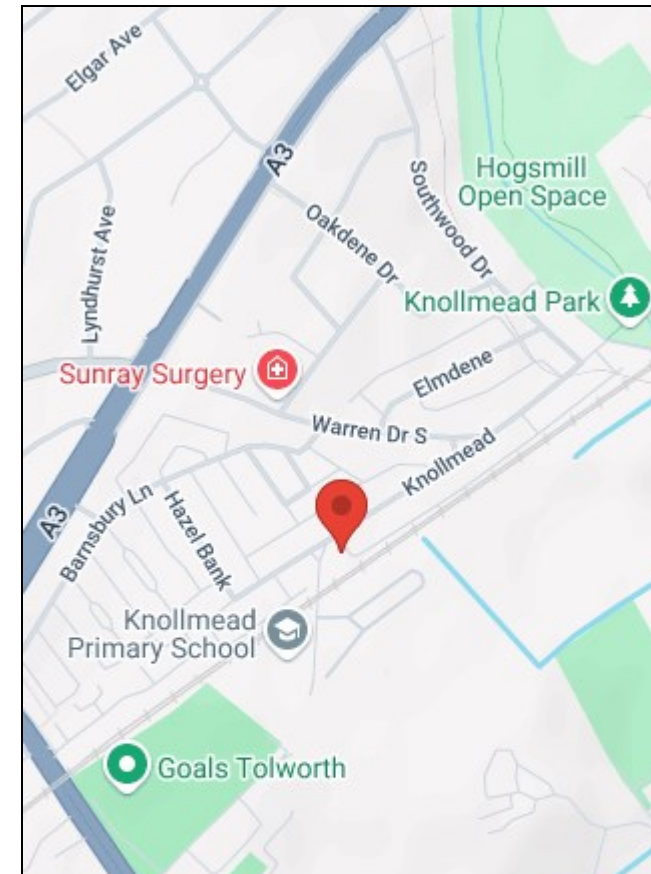 Elgar Ave
A3
Hogsmill
Open Space
Southwood Dr
Oakdene Dr
Lyndhurst Ave
Knollmead Park
Sunray Surgery
Elmdene
Warren Dr S
Knollmead
Barnsbury Ln
Hazel Bank
A3
Knollmead
Primary School
Goals Tolworth